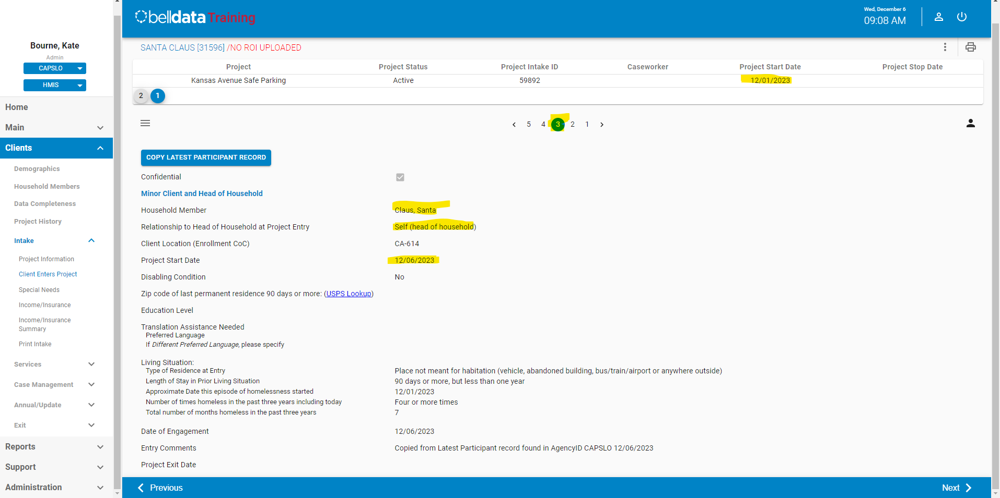 Bourne, Kate
Admin
CAPSLO
HMIS
Home
Main
Clients
Demographics
Household Members
Data Completeness
Project History
Intake
Project Information
Client Enters Project
Special Needs
Income/Insurance
Income/Insurance
Summary
Print Intake
Services
Case Management
Annual/Update
Exit
Reports
Support
Administration
belldata Training
Wed, December 6
09:08 AM
SANTA CLAUS [31596] /NO ROI UPLOADED
Project Project Status Project Intake ID Caseworker Project Start Date Project Stop Date
Kansas Avenue Safe Parking Active 59892 12/01/2023
2 1
5 4 3 2 1
COPY LATEST PARTICIPANT RECORD
Confidential
Minor Client and Head of Household
Household Member Claus, Santa
Relationship to Head of Household at Project Entry Self (head of household)
Client Location (Enrollment CoC) CA-614
Project Start Date 12/06/2023
Disabling Condition No
Zip code of last permanent residence 90 days or more: (USPS Lookup)
Education Level
Translation Assistance Needed
Preferred Language
If Different Preferred Language, please specify
Living Situation:
Type of Residence at Entry Place not meant for habitation (vehicle, abandoned building, bus/train/airport or anywhere outside)
Length of Stay in Prior Living Situation 90 days or more, but less than one year
Approximate Date this episode of homelessness started 12/01/2023
Number of times homeless in the past three years including today Four or more times
Total number of months homeless in the past three years 7
Date of Engagement 12/06/2023
Entry Comments Copied from Latest Participant record found in AgencyID CAPSLO 12/06/2023
Project Exit Date
Previous Next